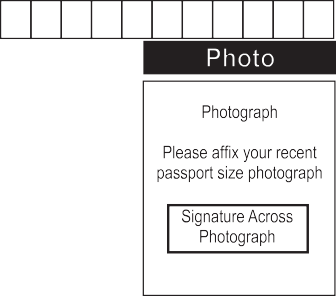 Photo
Photograph
Please affix your recent
passport size photograph
Signature Across
Photograph